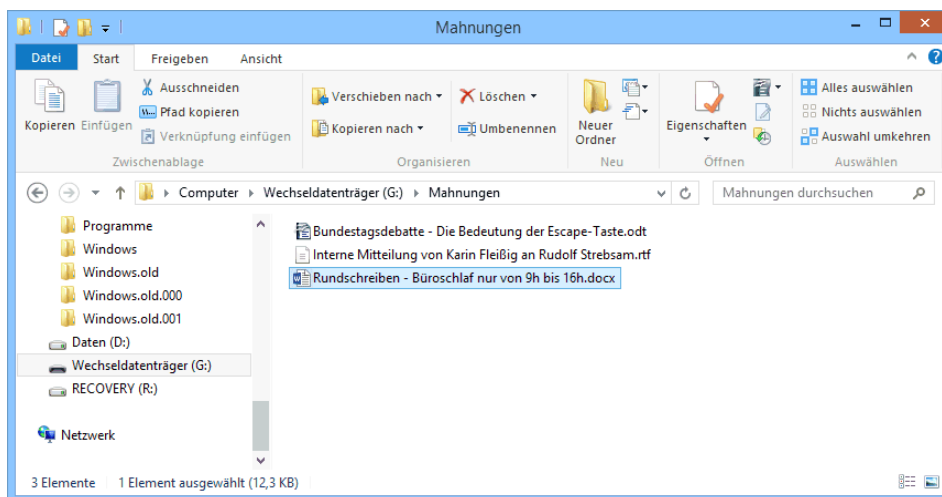 Mahnungen
Datei Start Freigeben Ansicht
Kopieren
Einfügen
Ausschneiden
Pfad kopieren
Verknüpfung einfügen
Zwischenablage
Verschieben nach
Kopieren nach
Löschen
Umbenennen
Organisieren
Neuer
Ordner
Neu
Eigenschaften
Öffnen
Alles auswählen
Nichts auswählen
Auswahl umkehren
Auswählen
Computer Wechseldatenträger (G:) Mahnungen
Mahnungen durchsuchen
Programme
Windows
Windows.old
Windows.old.000
Windows.old.001
Daten (D:)
Wechseldatenträger (G:)
RECOVERY (R:)
Netzwerk
Bundestagsdebatte - Die Bedeutung der Escape-Taste.odt
Interne Mitteilung von Karin Fleißig an Rudolf Strebsam.rtf
Rundschreiben - Büroschlaf nur von 9h bis 16h.docx
3 Elemente 1 Element ausgewählt (12,3 KB)